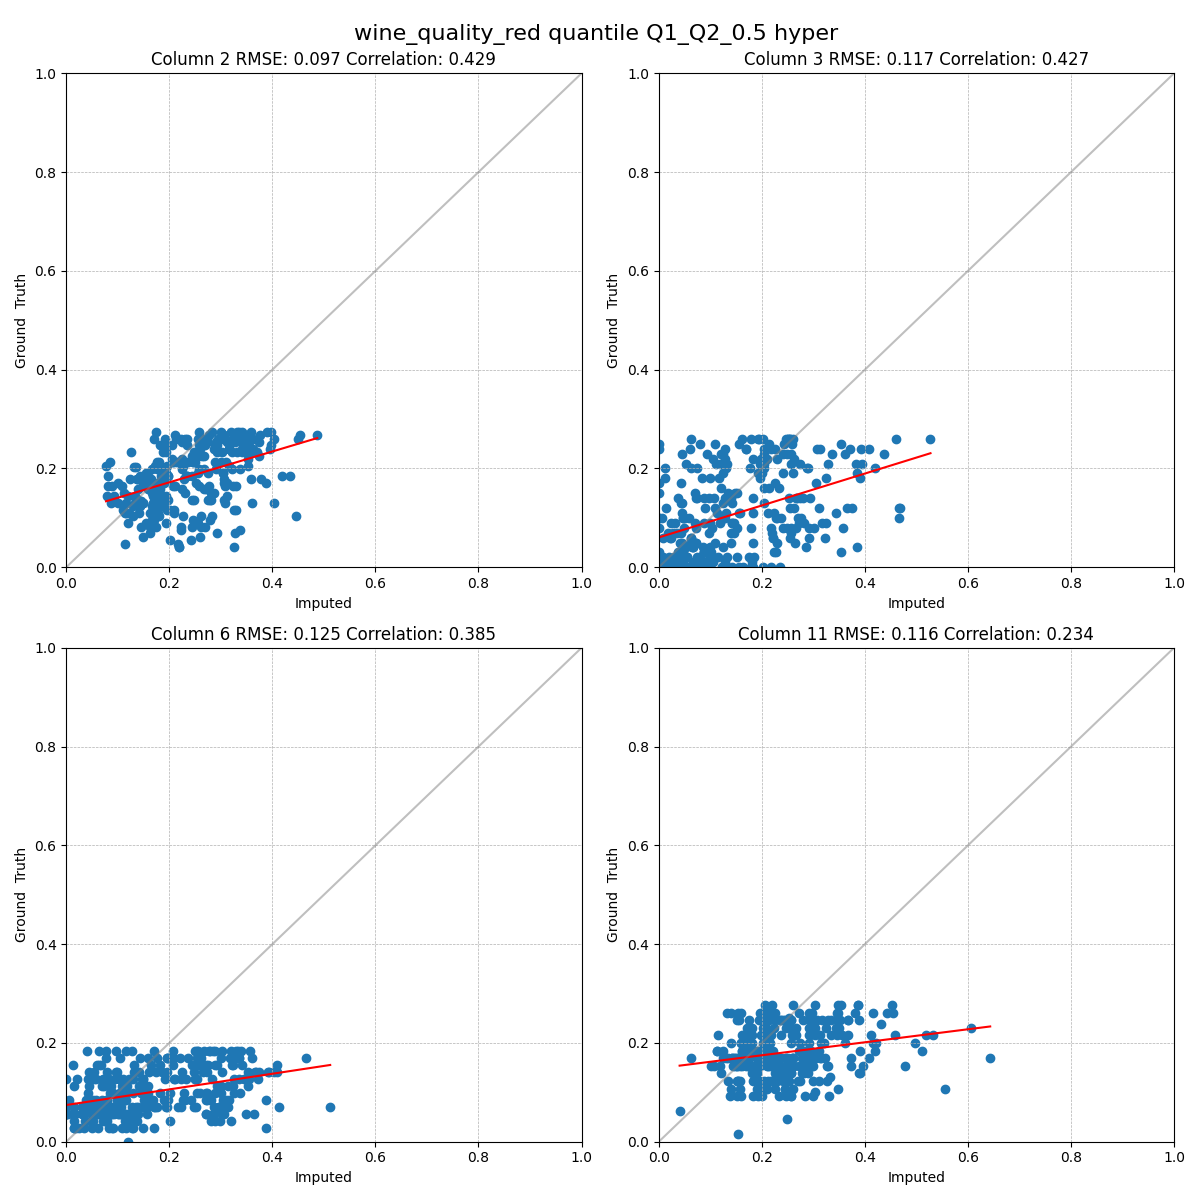 wine_quality_red quantile Q1_Q2_0.5 hyper
Column 2 RMSE: 0.097 Correlation: 0.429
1.0
0.8
0.6
0.4
0.2
0.0
Ground Truth
0.0 0.2 0.4 0.6 0.8 1.0
Imputed
Column 3 RMSE: 0.117 Correlation: 0.427
1.0
0.8
0.6
0.4
0.2
0.0
Ground Truth
0.0 0.2 0.4 0.6 0.8 1.0
Imputed
Column 6 RMSE: 0.125 Correlation: 0.385
1.0
0.8
0.6
0.4
0.2
0.0
Ground Truth
0.0 0.2 0.4 0.6 0.8 1.0
Imputed
Column 11 RMSE: 0.116 Correlation: 0.234
1.0
0.8
0.6
0.4
0.2
0.0
Ground Truth
0.0 0.2 0.4 0.6 0.8 1.0
Imputed